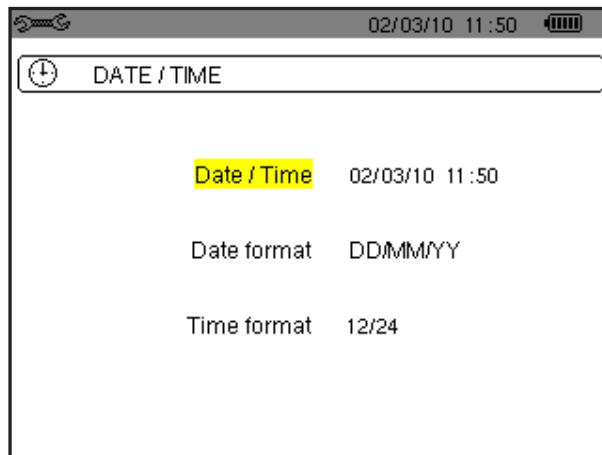 02/03/10 11:50
DATE / TIME
Date / Time 02/03/10 11:50
Date format DD/MM/YY
Time format 12/24